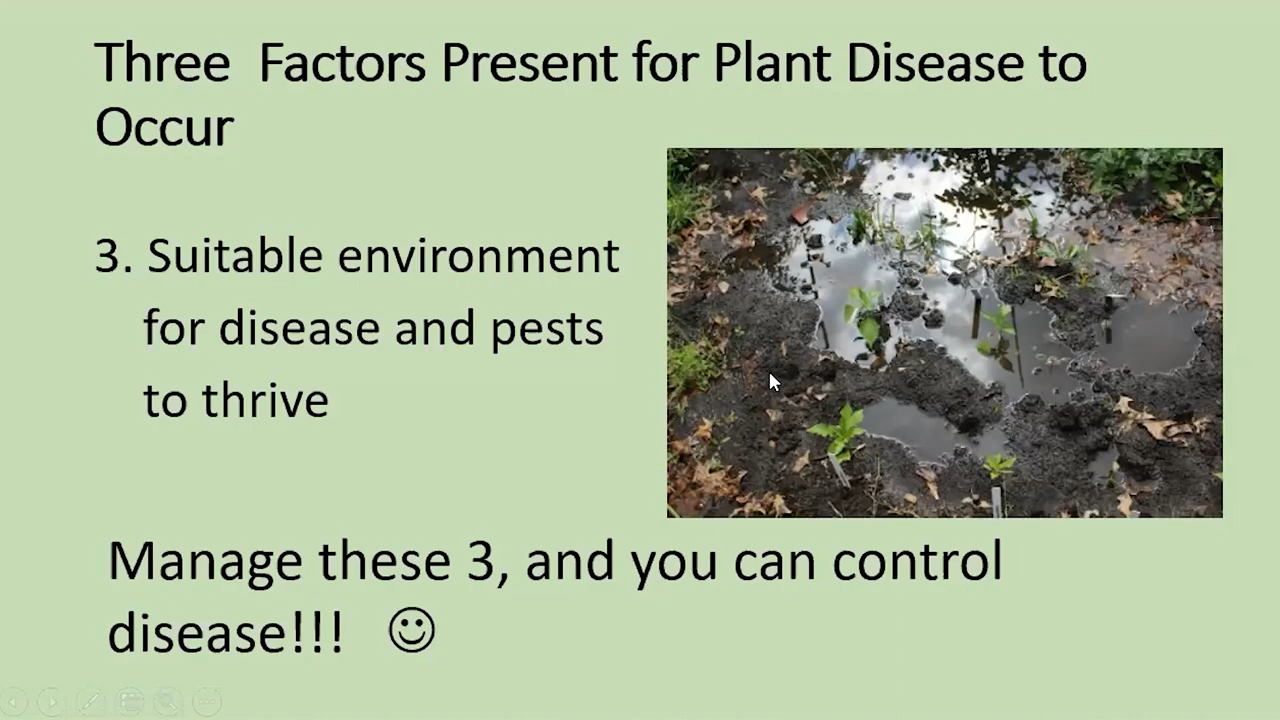 Three  Factors Present for Plant Disease to
Occur
3. Suitable environment
for disease and pests
to thrive
Manage these 3, and you can control
disease!!! ☺